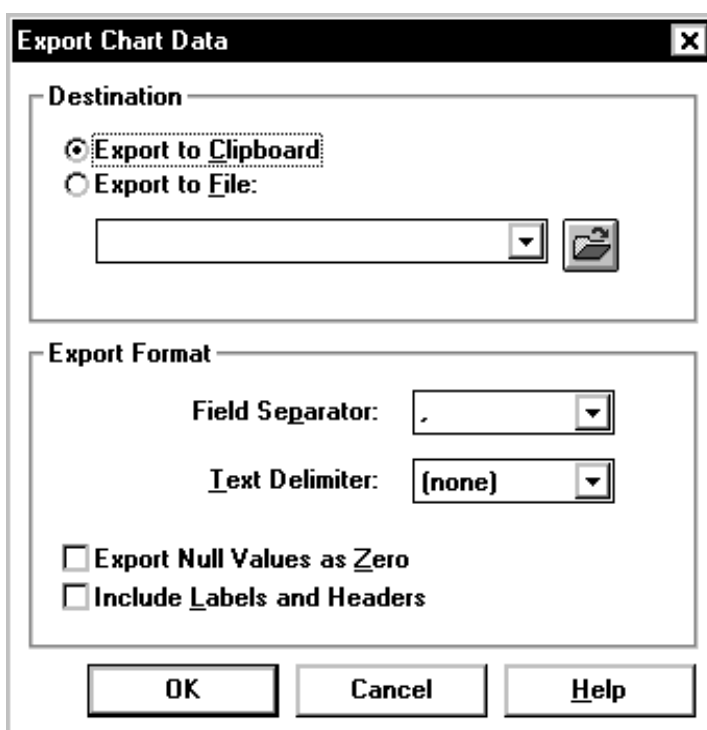 Export Chart Data
Destination
Export to Clipboard
Export to File:
Export Format
Field Separator: ,
Text Delimiter: (none)
Export Null Values as Zero
Include Labels and Headers
OK Cancel Help